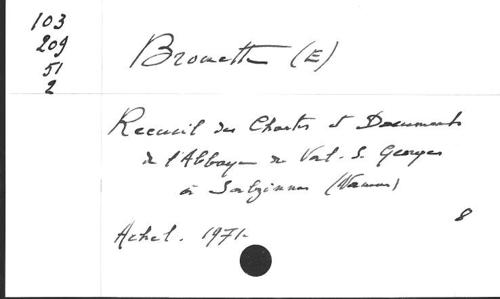 103
209
51
2
Brouette (E)
Recueil des Chartes et Documents
de l'Abbaye du Val-S. Georges
à Salzinnes (Namur)
8
Achat. 1971.